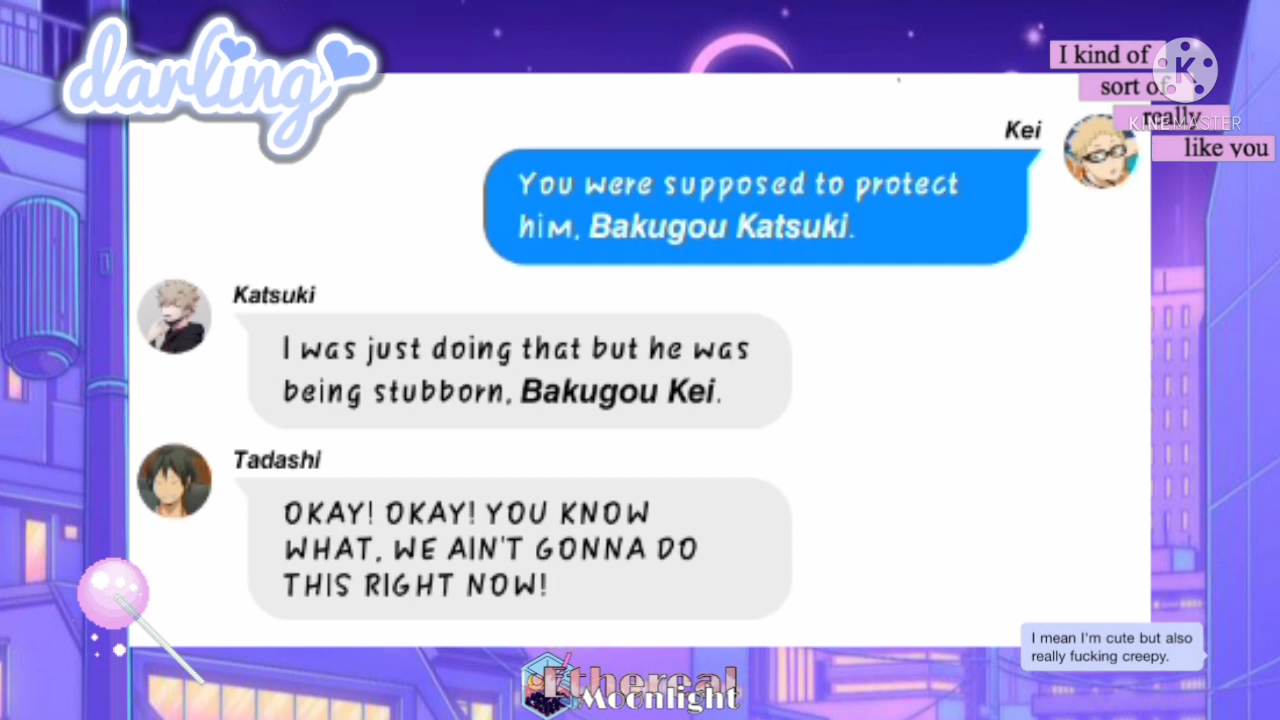 darling
I kind of
sort of
really
like you
KINEMASTER
Kei
You were supposed to protect
him, Bakugou Katsuki.
Katsuki
I was just doing that but he was
being stubborn, Bakugou Kei.
Tadashi
OKAY! OKAY! YOU KNOW
WHAT, WE AIN'T GONNA DO
THIS RIGHT NOW!
I mean I'm cute but also
really fucking creepy.
Ethereal
Moonlight